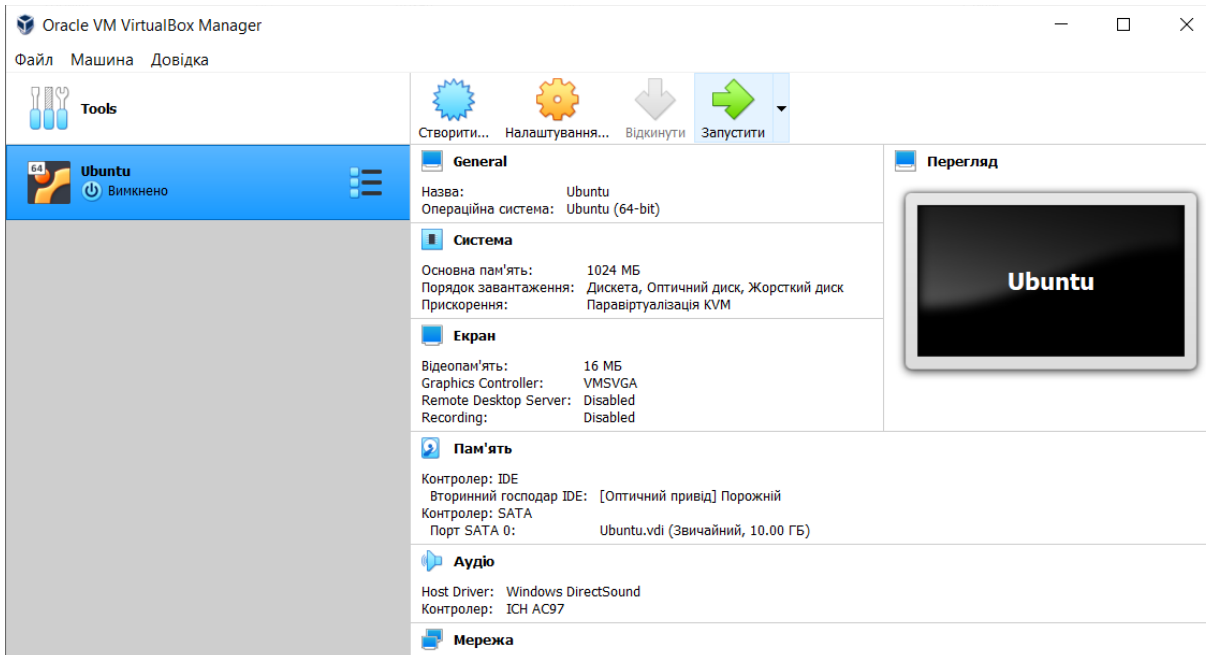 Oracle VM VirtualBox Manager
Файл Машина Довідка
Tools
Створити... Налаштування... Відкинути Запустити
64
Ubuntu
Вимкнено
General
Назва: Ubuntu
Операційна система: Ubuntu (64-bit)
Система
Основна пам'ять: 1024 МБ
Порядок завантаження: Дискета, Оптичний диск, Жорсткий диск
Прискорення: Паравіртуалізація KVM
Екран
Відеопам'ять: 16 МБ
Graphics Controller: VMSVGA
Remote Desktop Server: Disabled
Recording: Disabled
Перегляд
Ubuntu
Пам'ять
Контролер: IDE
Вторинний господар IDE: [Оптичний привід] Порожній
Контролер: SATA
Порт SATA 0: Ubuntu.vdi (Звичайний, 10.00 ГБ)
Аудіо
Host Driver: Windows DirectSound
Контролер: ICH AC97
Мережа